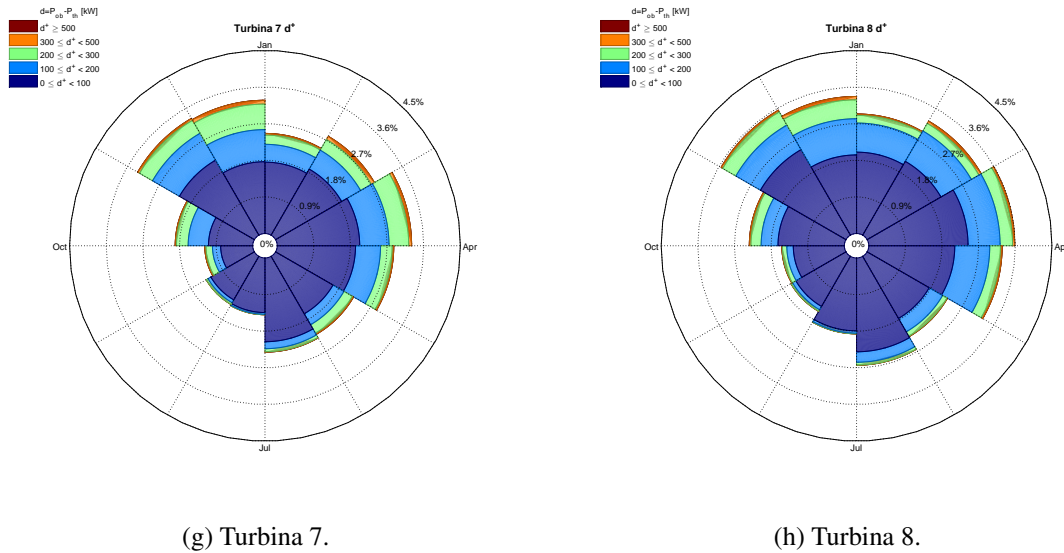 d=P_ob-P_th [kW]
d⁺ ≥ 500
300 ≤ d⁺ < 500
200 ≤ d⁺ < 300
100 ≤ d⁺ < 200
0 ≤ d⁺ < 100
Turbina 7 d⁺
Jan
4.5%
3.6%
2.7%
1.8%
0.9%
0%
Oct
Apr
Jul
(g) Turbina 7.
d=P_ob-P_th [kW]
d⁺ ≥ 500
300 ≤ d⁺ < 500
200 ≤ d⁺ < 300
100 ≤ d⁺ < 200
0 ≤ d⁺ < 100
Turbina 8 d⁺
Jan
4.5%
3.6%
2.7%
1.8%
0.9%
0%
Oct
Ap
Jul
(h) Turbina 8.